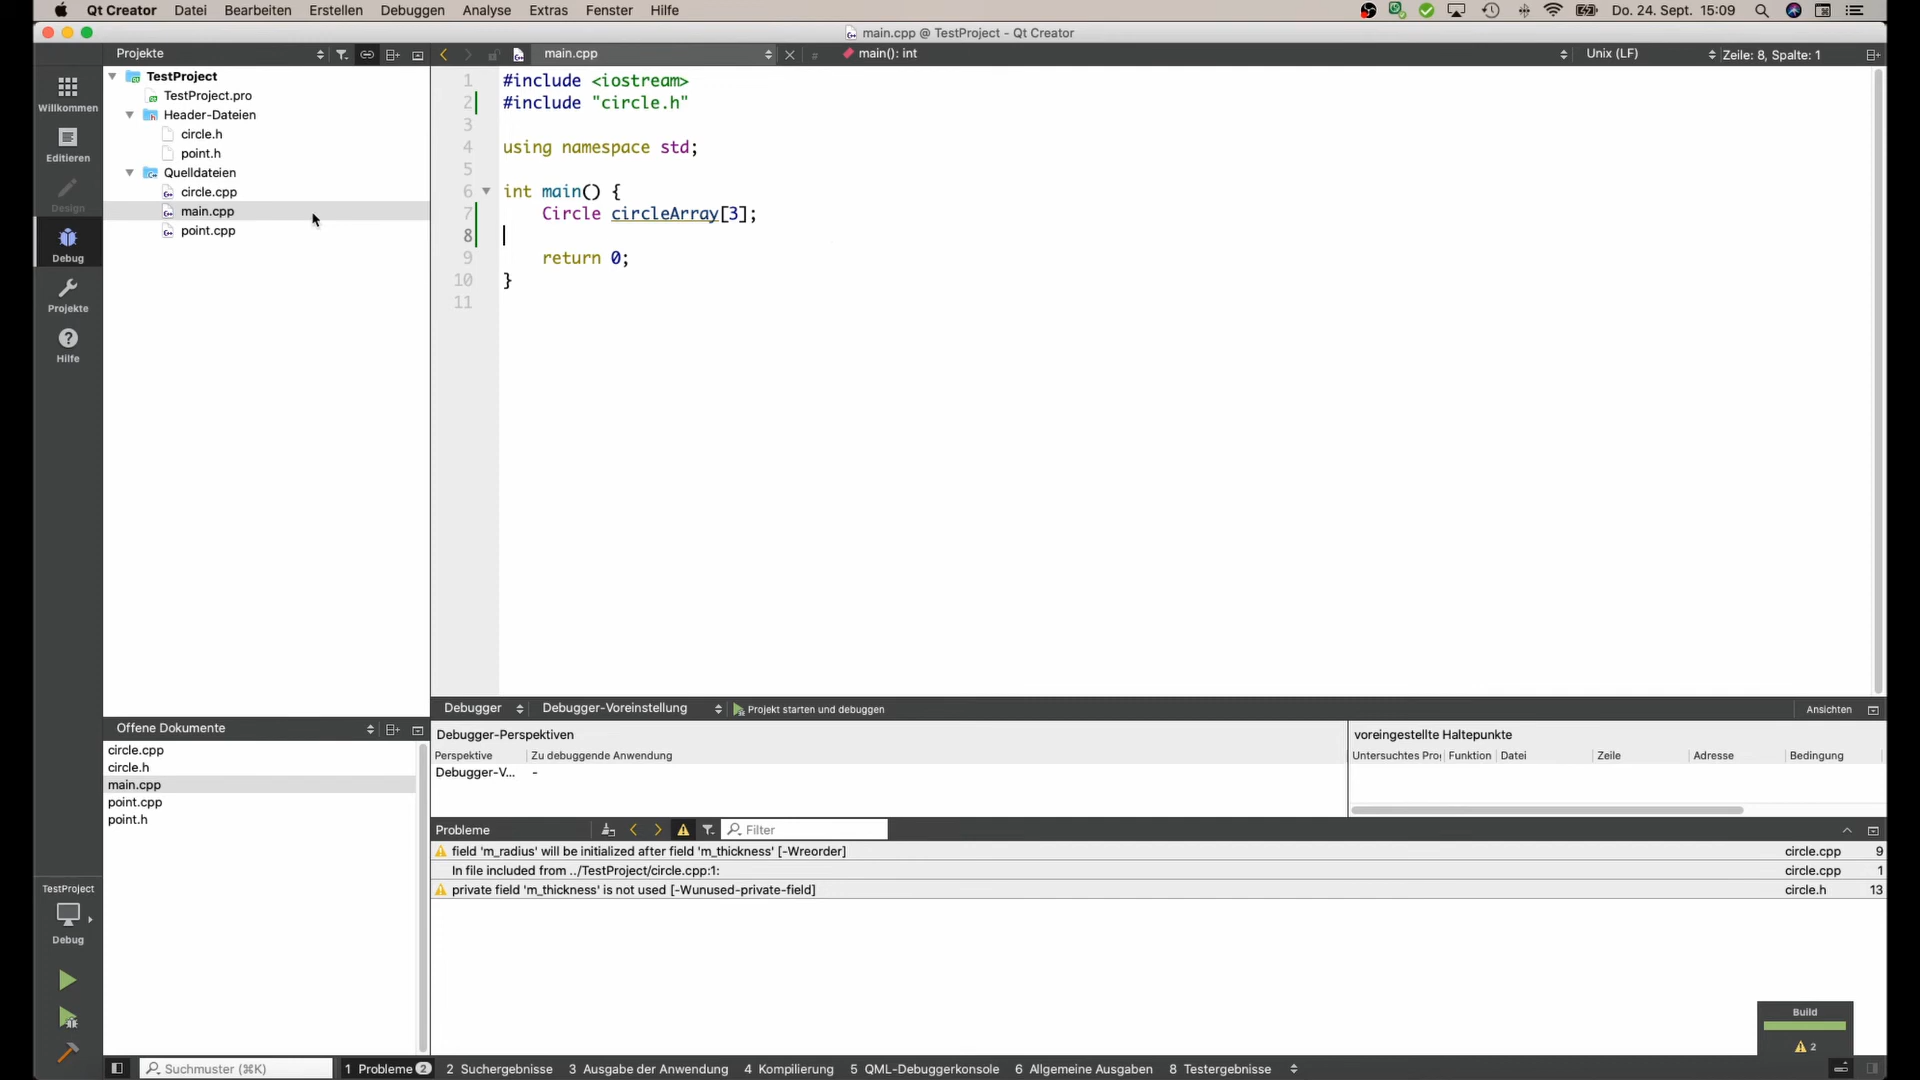 Qt Creator Datei Bearbeiten Erstellen Debuggen Analyse Extras Fenster Hilfe Do. 24. Sept. 15:09
main.cpp @ TestProject - Qt Creator
Projekte main.cpp main(): int Unix (LF) Zeile: 8, Spalte: 1
Willkommen
Editieren
Design
Debug
Projekte
Hilfe
TestProject
TestProject.pro
Header-Dateien
circle.h
point.h
Quelldateien
circle.cpp
main.cpp
point.cpp
1 #include <iostream>
2 #include "circle.h"
3
4 using namespace std;
5
6 int main() {
7 Circle circleArray[3];
8
9 return 0;
10 }
11
Offene Dokumente
circle.cpp
circle.h
main.cpp
point.cpp
point.h
Debugger Debugger-Voreinstellung Projekt starten und debuggen Ansichten
Debugger-Perspektiven
Perspektive Zu debuggende Anwendung
Debugger-V... -
voreingestellte Haltepunkte
Untersuchtes Proj Funktion Datei Zeile Adresse Bedingung
Probleme Filter
field 'm_radius' will be initialized after field 'm_thickness' [-Wreorder] circle.cpp 9
In file included from ../TestProject/circle.cpp:1: circle.cpp 1
private field 'm_thickness' is not used [-Wunused-private-field] circle.h 13
TestProject
Debug
Build
2
Suchmuster (⌘K) 1 Probleme 2 2 Suchergebnisse 3 Ausgabe der Anwendung 4 Kompilierung 5 QML-Debuggerkonsole 6 Allgemeine Ausgaben 8 Testergebnisse